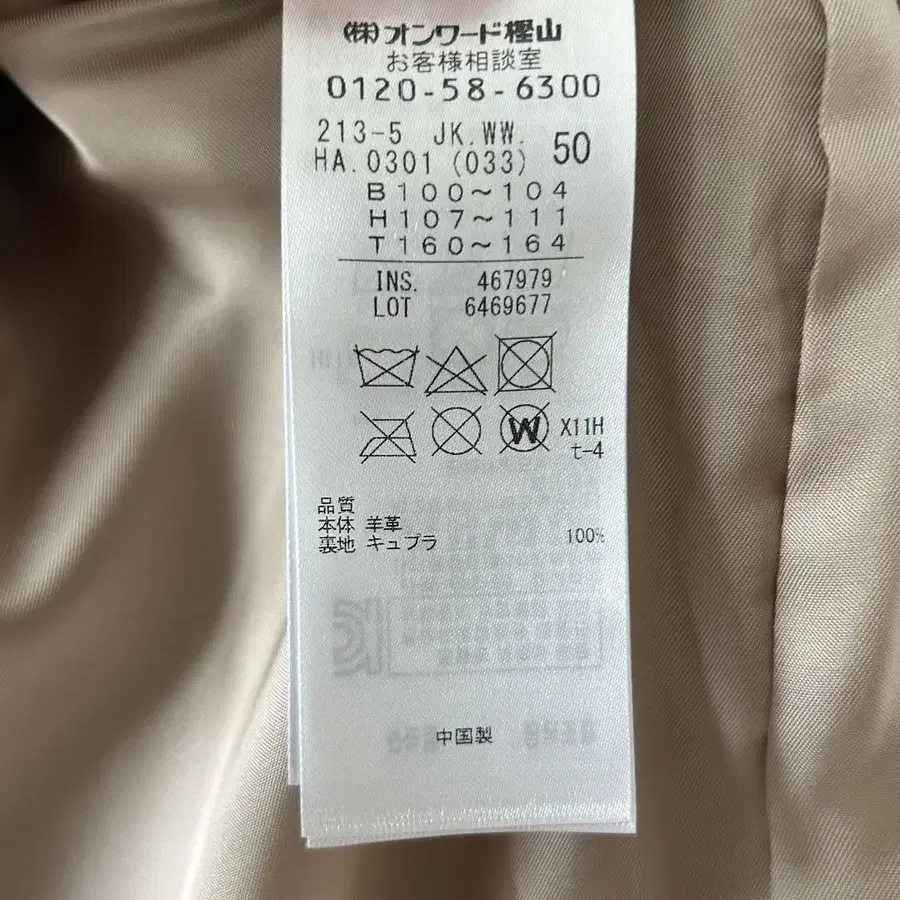 ㈱オンワード樫山
お客様相談室
0120-58-6300
213-5 JK.WW.
HA.0301 (033) 50
B100～104
H107～111
T160～164
INS. 467979
LOT 6469677
W X11H
t-4
品質
本体 羊革
裏地 キュプラ 100%
中国製